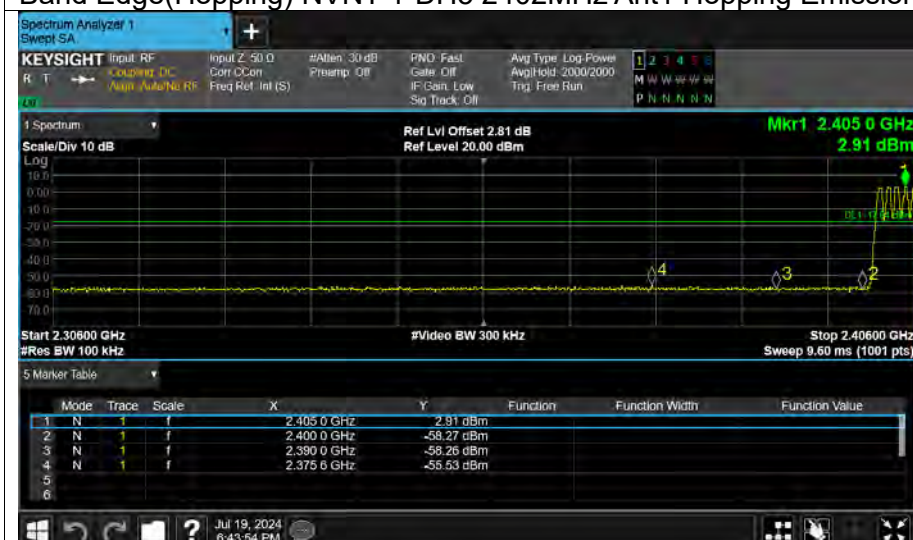 Band Edge(Hopping) NVNT 1-DH5 2402MHz Ant1 Hopping Emission
Spectrum Analyzer 1
Swept SA
+
KEYSIGHT Input: RF Input Z: 50 Ω #Atten: 30 dB PNO: Fast Avg Type: Log-Power 1 2 3 4 5 6
R T Coupling: DC Corr CCorr Preamp: Off Gate: Off Avg|Hold: 2000/2000 M W W W W W
Align: Auto/No RF Freq Ref: Int (S) IF Gain: Low Trig: Free Run
Sig Track: Off P N N N N N
1 Spectrum Ref Lvl Offset 2.81 dB Mkr1 2.405 0 GHz
Scale/Div 10 dB Ref Level 20.00 dBm 2.91 dBm
Log
10.0
0.00
-10.0
-20.0
-30.0
-40.0
-50.0
-60.0
-70.0
1
4
3
2
Start 2.30600 GHz #Video BW 300 kHz Stop 2.40600 GHz
#Res BW 100 kHz Sweep 9.60 ms (1001 pts)
5 Marker Table
Mode Trace Scale X Y Function Function Width Function Value
1 N 1 f 2.405 0 GHz 2.91 dBm
2 N 1 f 2.400 0 GHz -58.27 dBm
3 N 1 f 2.390 0 GHz -58.26 dBm
4 N 1 f 2.375 6 GHz -55.53 dBm
5
6
? Jul 19, 2024
6:43:54 PM